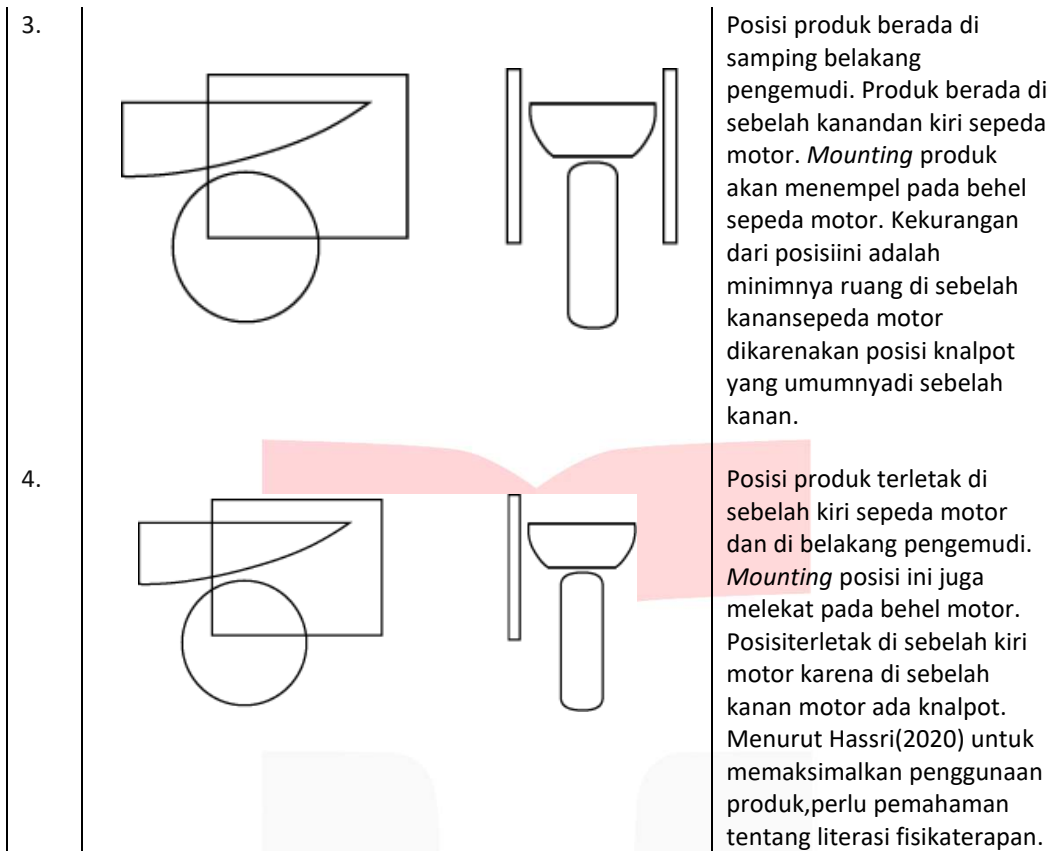 3.
Posisi produk berada di
samping belakang
pengemudi. Produk berada di
sebelah kanandan kiri sepeda
motor. Mounting produk
akan menempel pada behel
sepeda motor. Kekurangan
dari posisiini adalah
minimnya ruang di sebelah
kanansepeda motor
dikarenakan posisi knalpot
yang umumnyadi sebelah
kanan.
4.
Posisi produk terletak di
sebelah kiri sepeda motor
dan di belakang pengemudi.
Mounting posisi ini juga
melekat pada behel motor.
Posisiterletak di sebelah kiri
motor karena di sebelah
kanan motor ada knalpot.
Menurut Hassri(2020) untuk
memaksimalkan penggunaan
produk,perlu pemahaman
tentang literasi fisikaterapan.